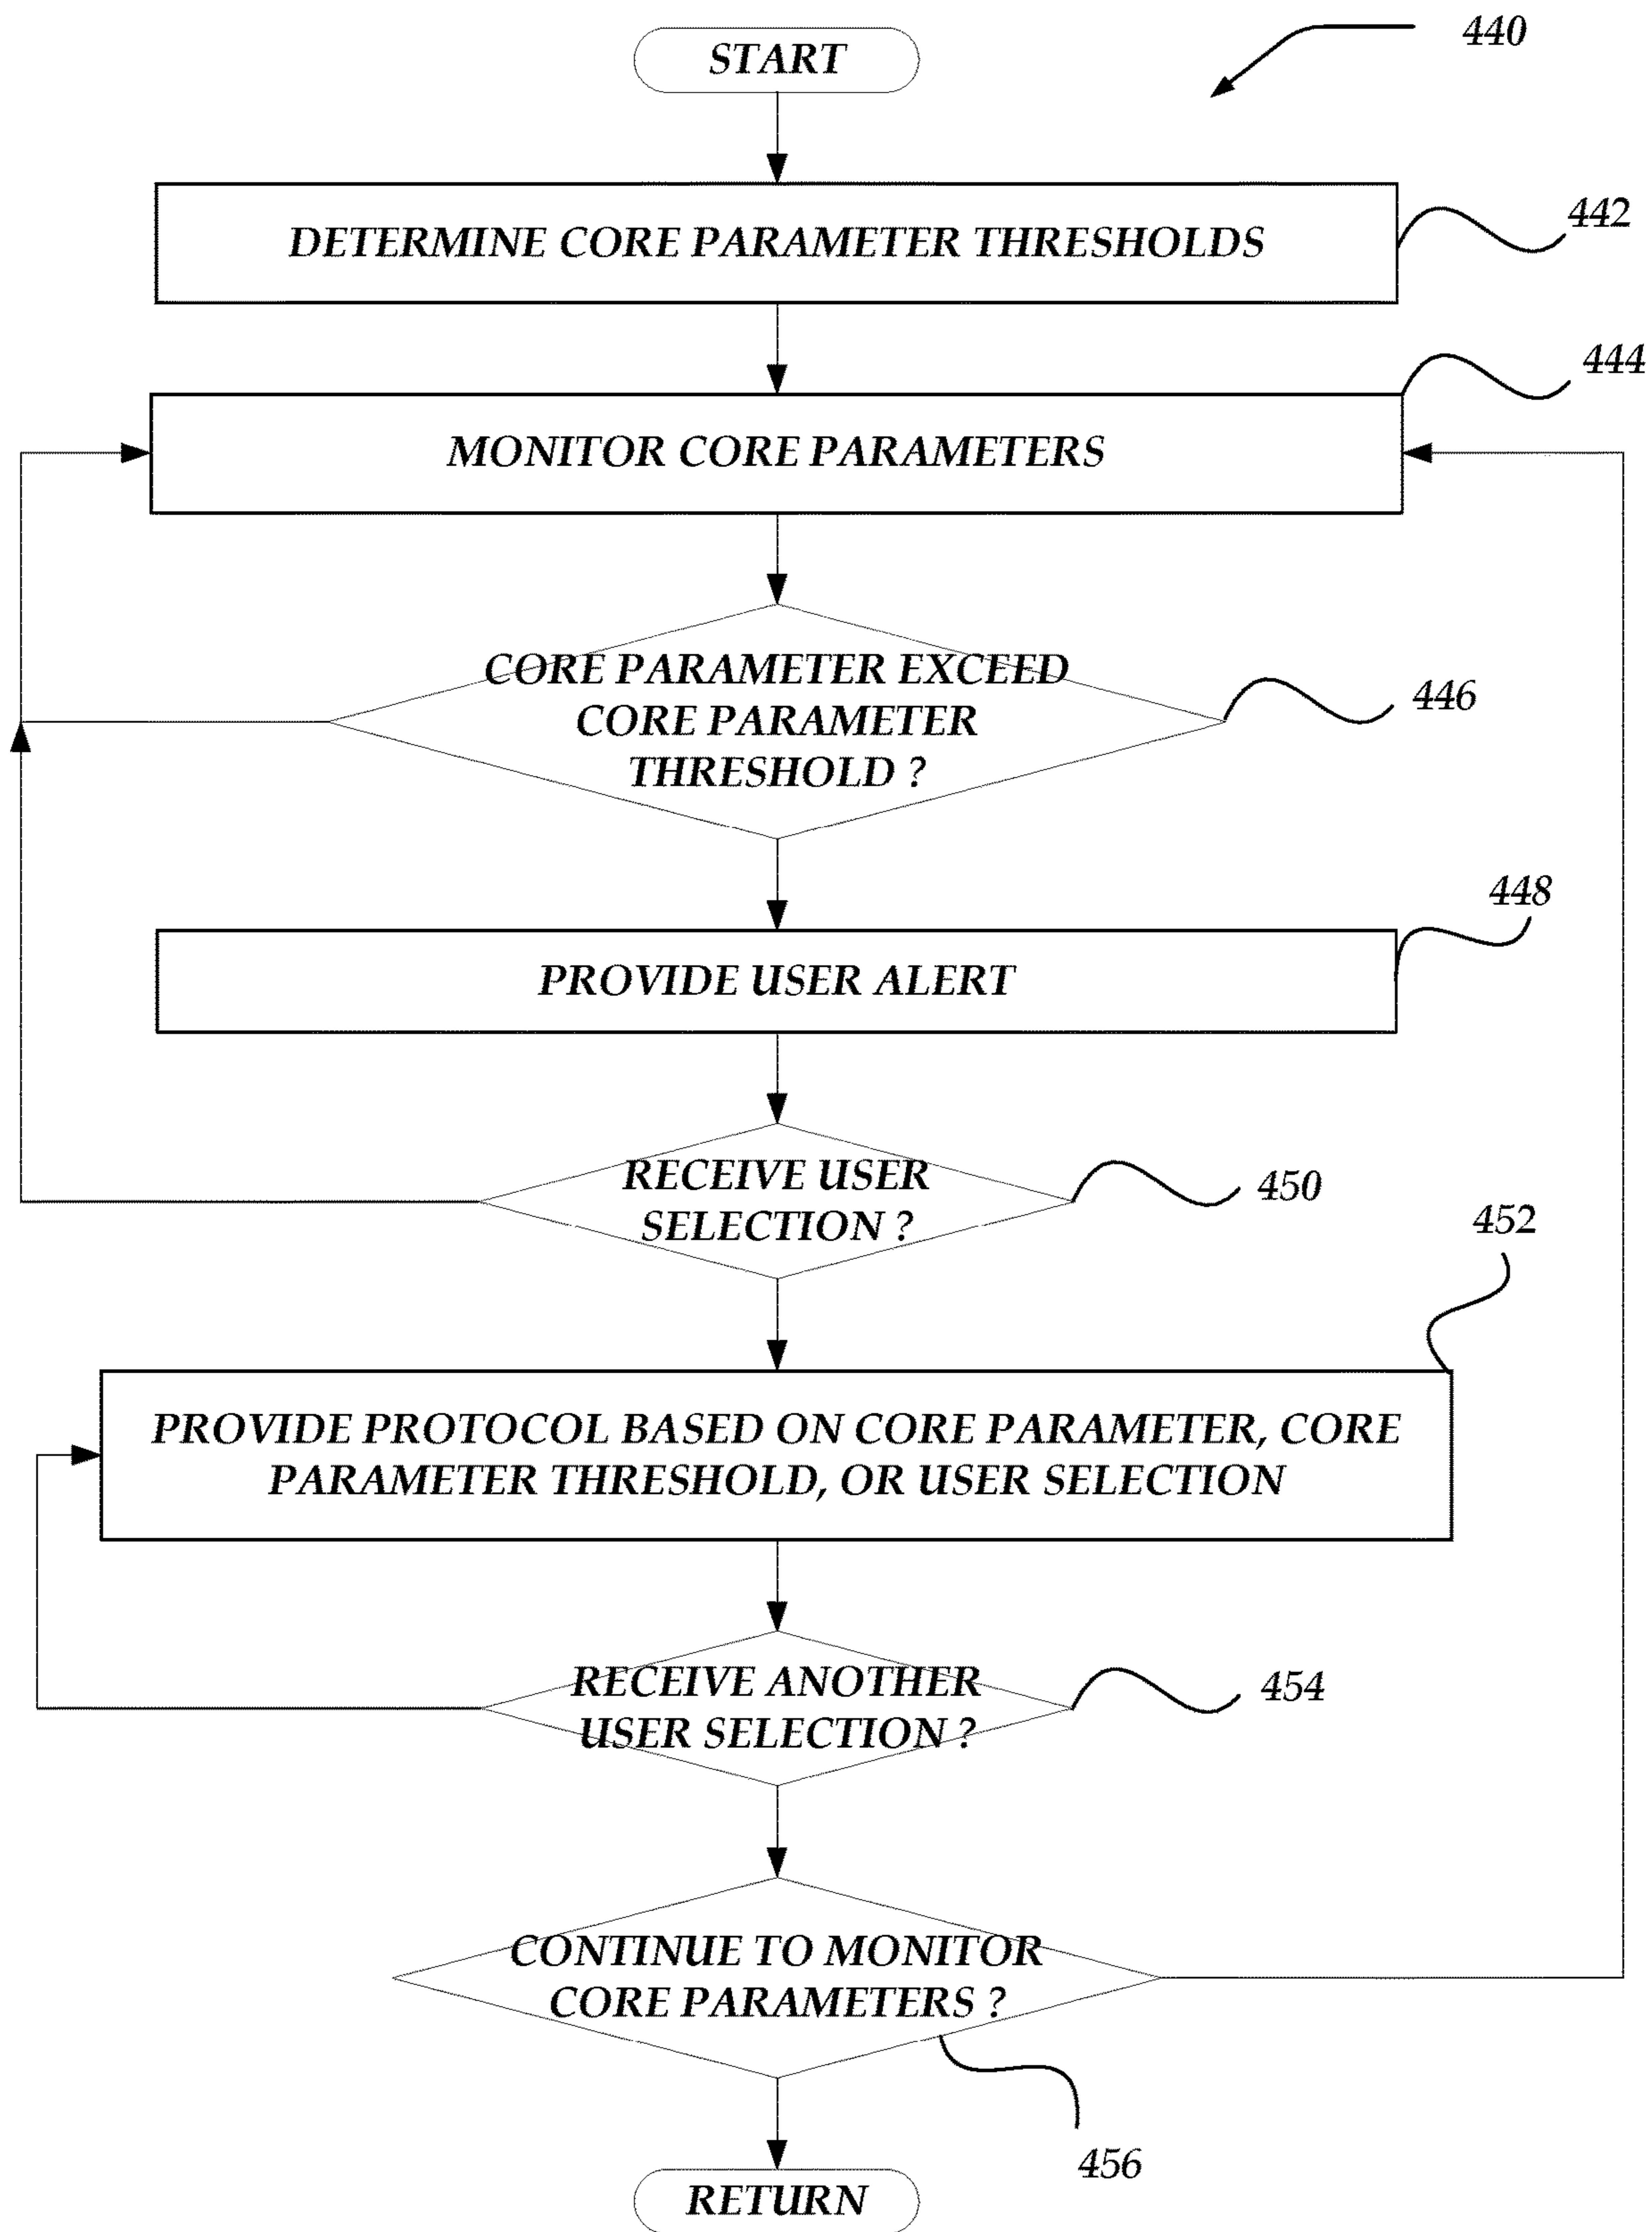 440
START
442
DETERMINE CORE PARAMETER THRESHOLDS
444
MONITOR CORE PARAMETERS
CORE PARAMETER EXCEED
CORE PARAMETER
THRESHOLD ?
446
448
PROVIDE USER ALERT
RECEIVE USER
SELECTION ?
450
452
PROVIDE PROTOCOL BASED ON CORE PARAMETER, CORE
PARAMETER THRESHOLD, OR USER SELECTION
RECEIVE ANOTHER
USER SELECTION ?
454
CONTINUE TO MONITOR
CORE PARAMETERS ?
456
RETURN